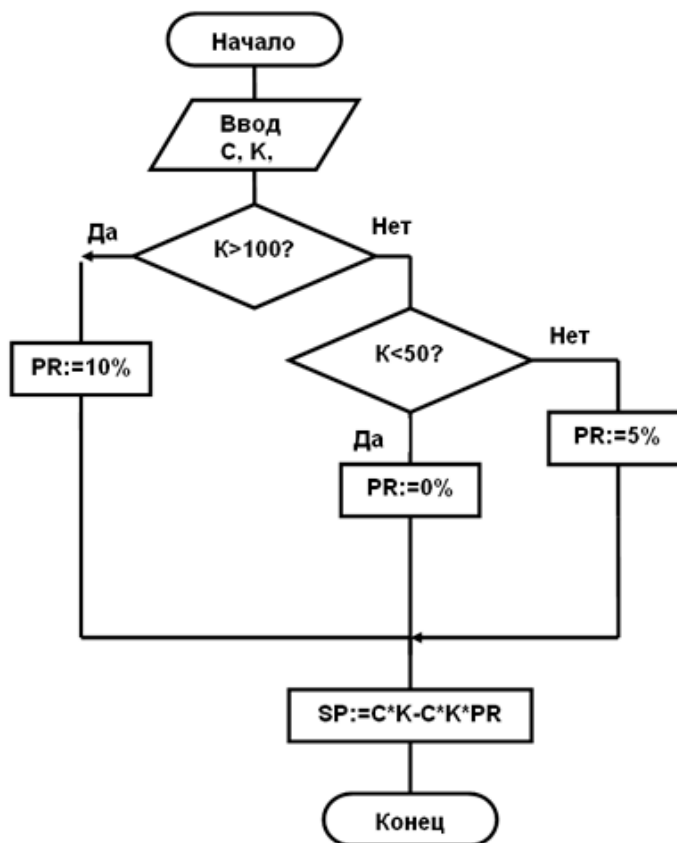 Начало
Ввод
С, K,
Да
K>100?
Нет
K<50?
Нет
PR:=10%
PR:=5%
Да
PR:=0%
SP:=C*K-C*K*PR
Конец